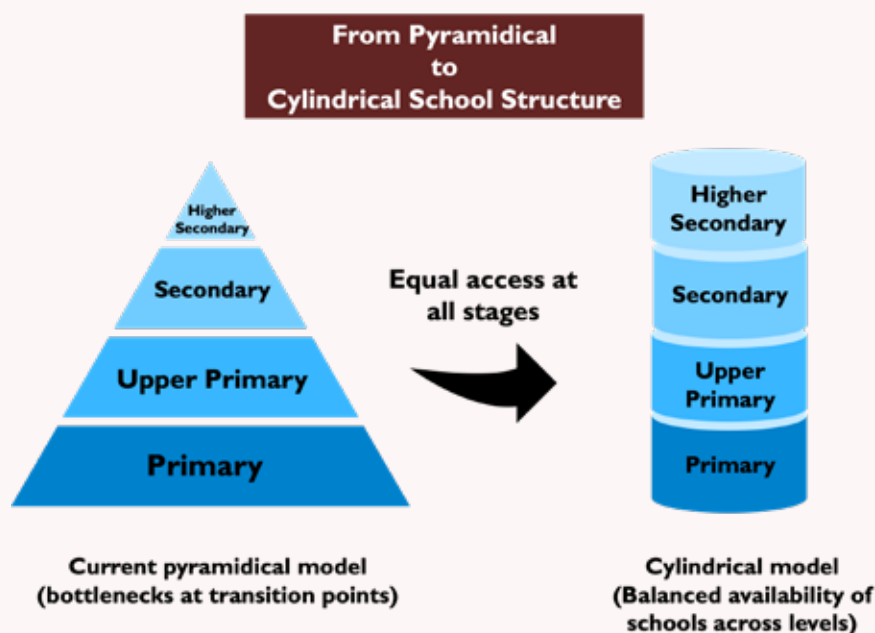 From Pyramidical
to
Cylindrical School Structure
Higher
Secondary
Secondary
Upper Primary
Primary
Current pyramidical model
(bottlenecks at transition points)
Equal access at
all stages
Higher
Secondary
Secondary
Upper
Primary
Primary
Cylindrical model
(Balanced availability of
schools across levels)